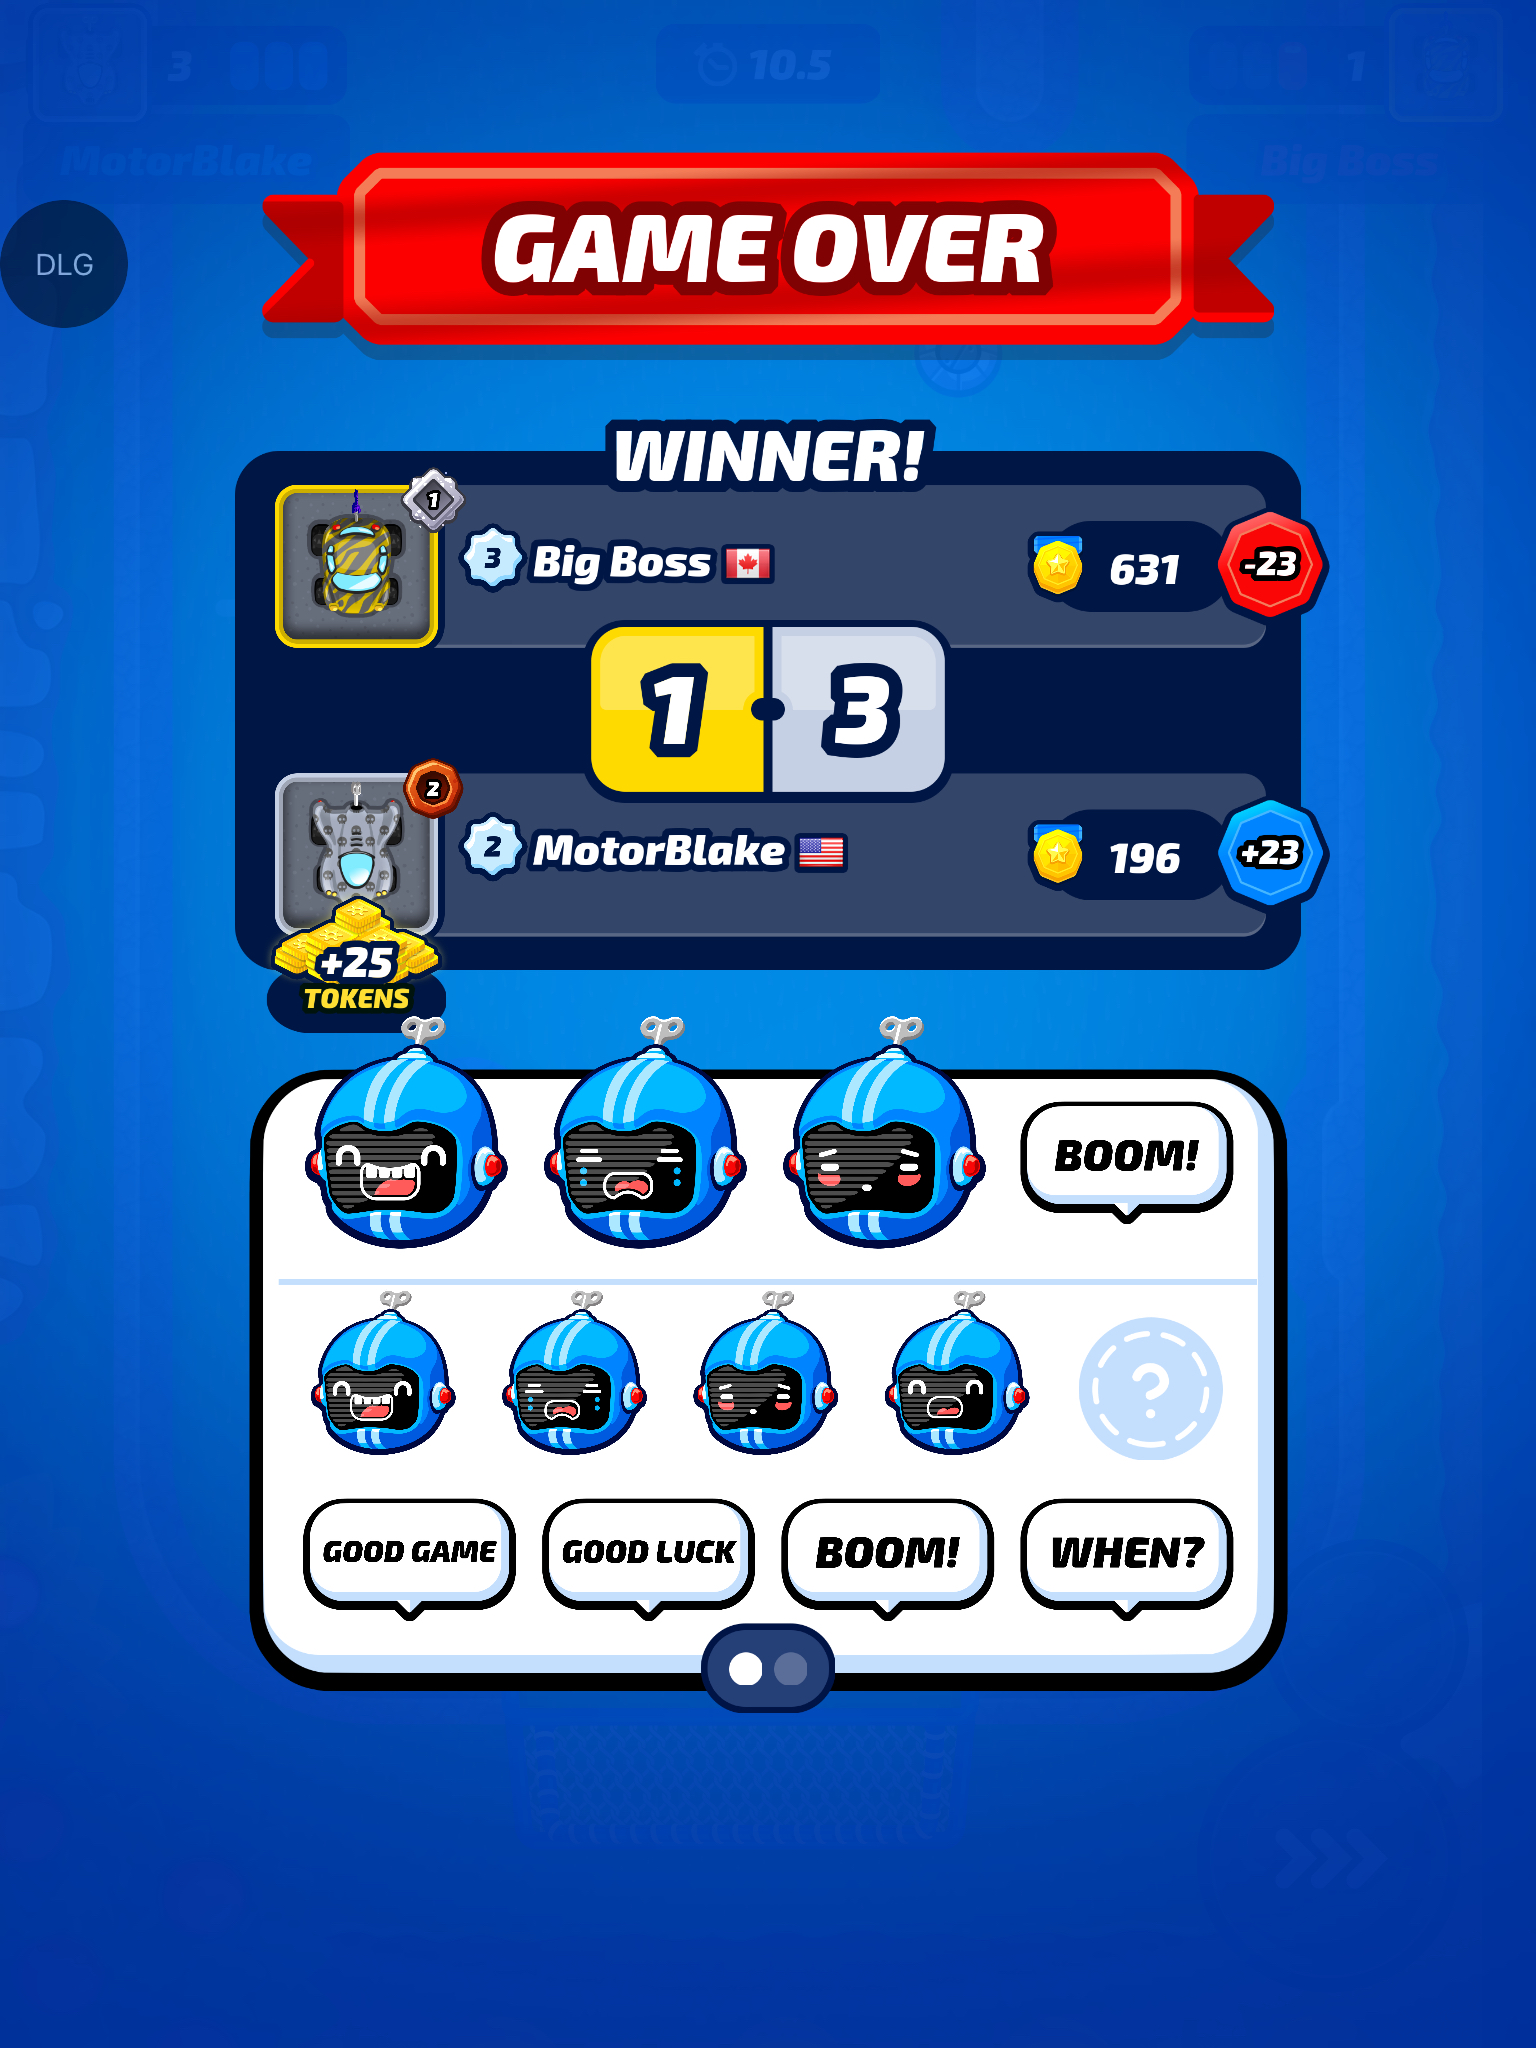 3
10.5
1
MotorBlake
Big Boss
DLG
GAME OVER
WINNER!
1
3
Big Boss
631
-23
1
3
2
2
MotorBlake
196
+23
+25
TOKENS
BOOM!
?
GOOD GAME
GOOD LUCK
BOOM!
WHEN?